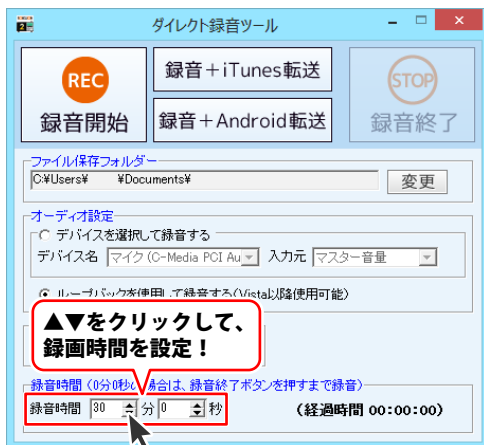 ダイレクト録音ツール
REC
録音開始
録音+iTunes転送
録音+Android転送
STOP
録音終了
ファイル保存フォルダ
C:¥Users¥ ¥Documents¥
変更
オーディオ設定
デバイスを選択して録音する
デバイス名 マイク (C-Media PCI Au 入力元 マスター音量
ループバックを使用して録音する(Vista以降使用可能)
▲▼をクリックして、
録画時間を設定！
録音時間 (0分0秒の場合は、録音終了ボタンを押すまで録音)
録音時間 30 分 0 秒 (経過時間 00:00:00)